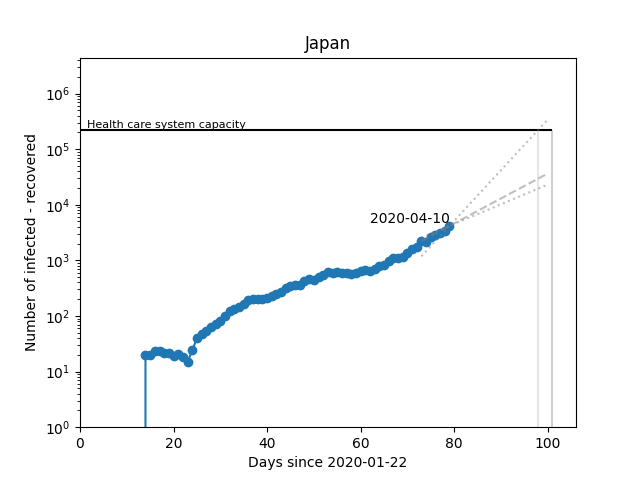 Japan
Number of infected - recovered
10^6
10^5
10^4
10^3
10^2
10^1
10^0
Health care system capacity
2020-04-10
0 20 40 60 80 100
Days since 2020-01-22